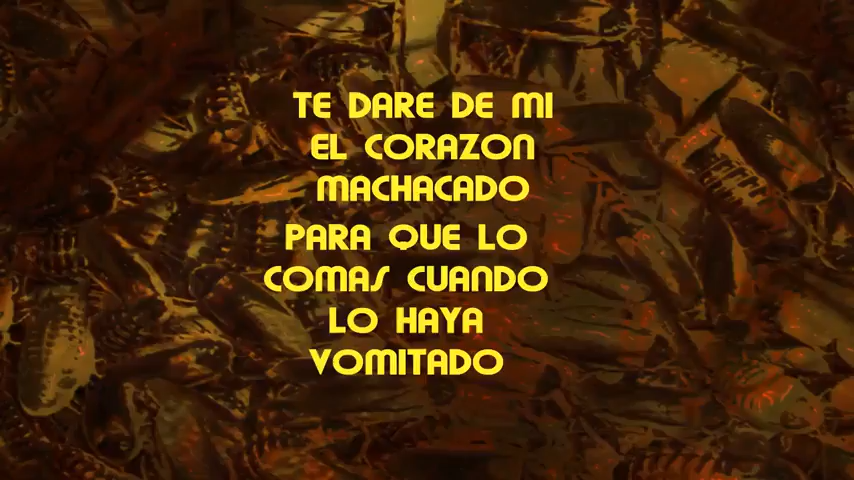 TE DARE DE MI
EL CORAZON
MACHACADO
PARA QUE LO
COMAS CUANDO
LO HAYA
VOMITADO